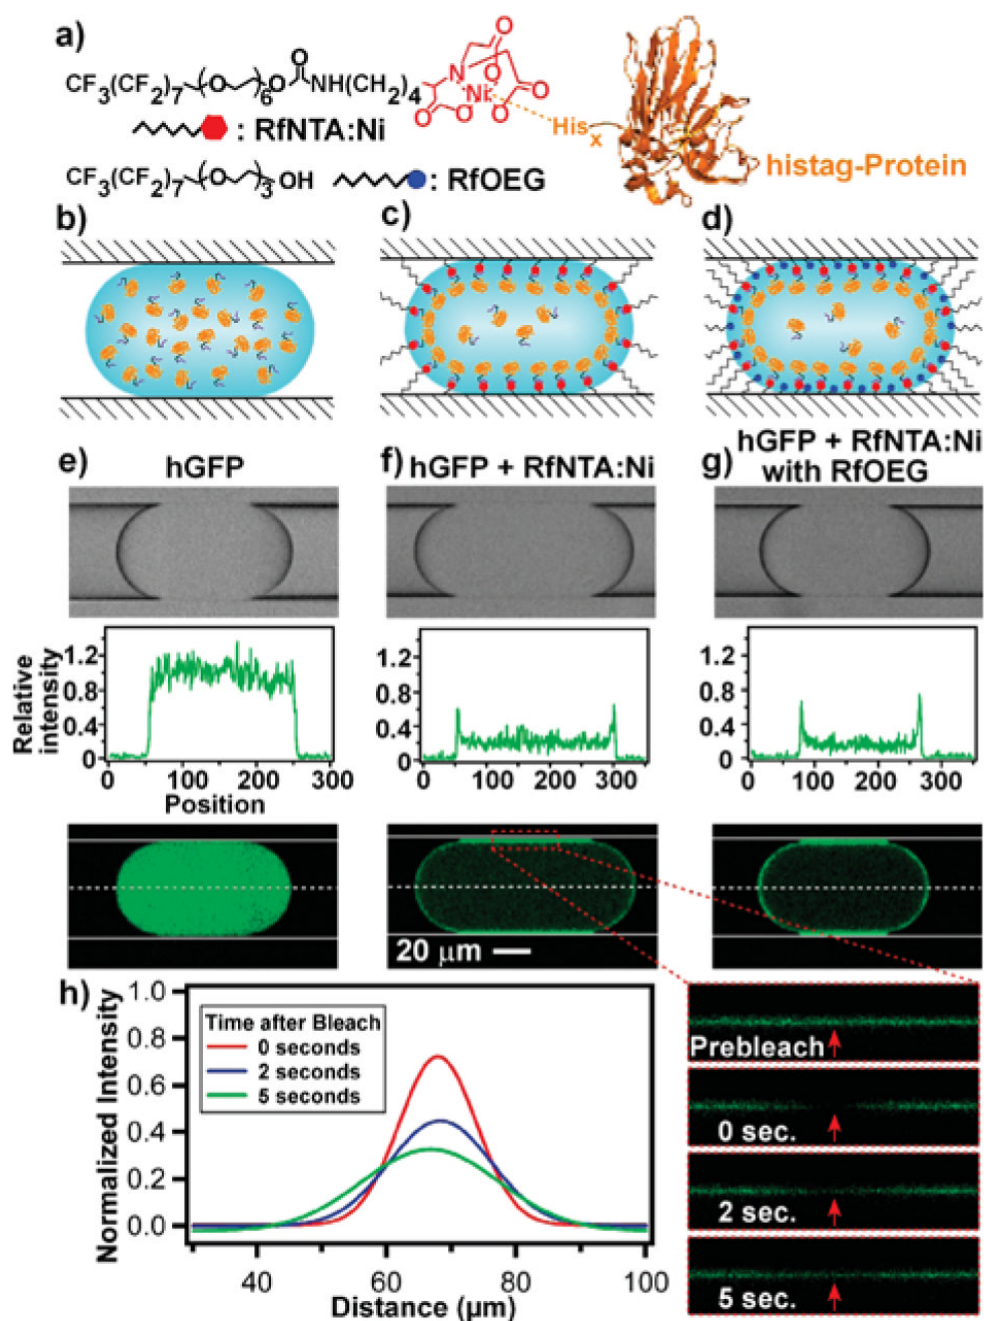 a)
CF3(CF2)7 (O )6 O O NH(CH2)4
N O O O O O O Ni
: RfNTA:Ni
His x
histag-Protein
CF3(CF2)7 (O )3 OH
: RfOEG
b)
c)
d)
e) hGFP
f) hGFP + RfNTA:Ni
g) hGFP + RfNTA:Ni
with RfOEG
Relative
intensity
1.2
0.8
0.4
0
0 100 200 300
Position
1.2
0.8
0.4
0
0 100 200 300
1.2
0.8
0.4
0
0 100 200 300
20 μm
h)
Normalized Intensity
1.0
0.8
0.6
0.4
0.2
0.0
Time after Bleach
0 seconds
2 seconds
5 seconds
40 60 80 100
Distance (μm)
Prebleach
0 sec.
2 sec.
5 sec.